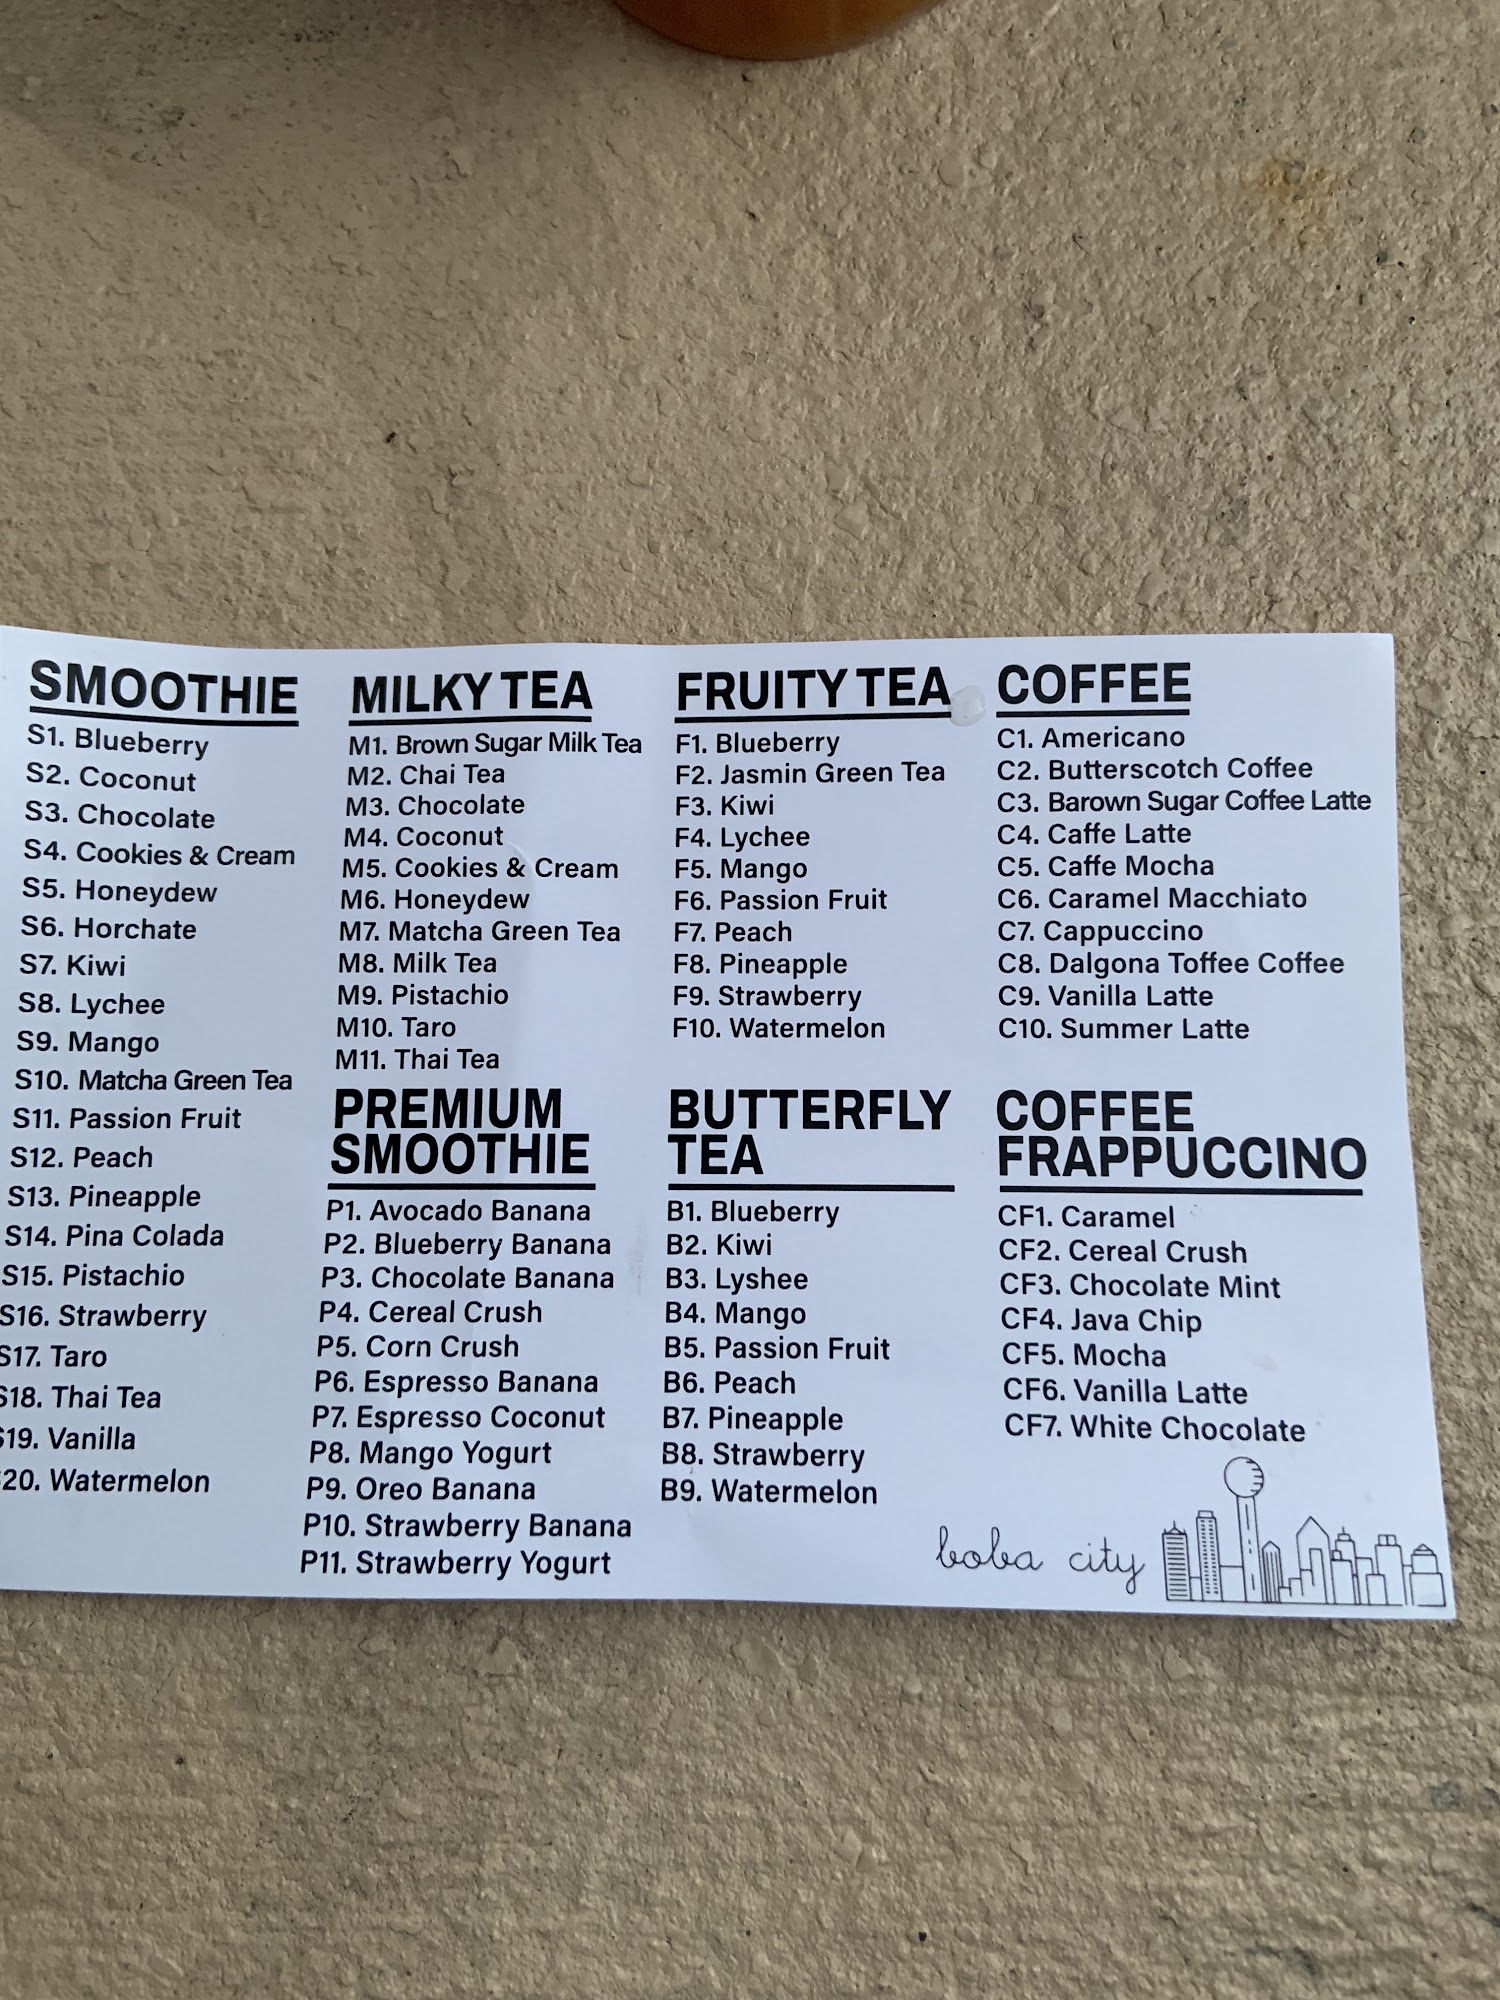 SMOOTHIE
S1. Blueberry
S2. Coconut
S3. Chocolate
S4. Cookies & Cream
S5. Honeydew
S6. Horchate
S7. Kiwi
S8. Lychee
S9. Mango
S10. Matcha Green Tea
S11. Passion Fruit
S12. Peach
S13. Pineapple
S14. Pina Colada
S15. Pistachio
S16. Strawberry
S17. Taro
S18. Thai Tea
S19. Vanilla
20. Watermelon
MILKY TEA
M1. Brown Sugar Milk Tea
M2. Chai Tea
M3. Chocolate
M4. Coconut
M5. Cookies & Cream
M6. Honeydew
M7. Matcha Green Tea
M8. Milk Tea
M9. Pistachio
M10. Taro
M11. Thai Tea
PREMIUM
SMOOTHIE
P1. Avocado Banana
P2. Blueberry Banana
P3. Chocolate Banana
P4. Cereal Crush
P5. Corn Crush
P6. Espresso Banana
P7. Espresso Coconut
P8. Mango Yogurt
P9. Oreo Banana
P10. Strawberry Banana
P11. Strawberry Yogurt
FRUITY TEA
F1. Blueberry
F2. Jasmin Green Tea
F3. Kiwi
F4. Lychee
F5. Mango
F6. Passion Fruit
F7. Peach
F8. Pineapple
F9. Strawberry
F10. Watermelon
BUTTERFLY
TEA
B1. Blueberry
B2. Kiwi
B3. Lyshee
B4. Mango
B5. Passion Fruit
B6. Peach
B7. Pineapple
B8. Strawberry
B9. Watermelon
COFFEE
C1. Americano
C2. Butterscotch Coffee
C3. Barown Sugar Coffee Latte
C4. Caffe Latte
C5. Caffe Mocha
C6. Caramel Macchiato
C7. Cappuccino
C8. Dalgona Toffee Coffee
C9. Vanilla Latte
C10. Summer Latte
COFFEE
FRAPPUCCINO
CF1. Caramel
CF2. Cereal Crush
CF3. Chocolate Mint
CF4. Java Chip
CF5. Mocha
CF6. Vanilla Latte
CF7. White Chocolate
boba city